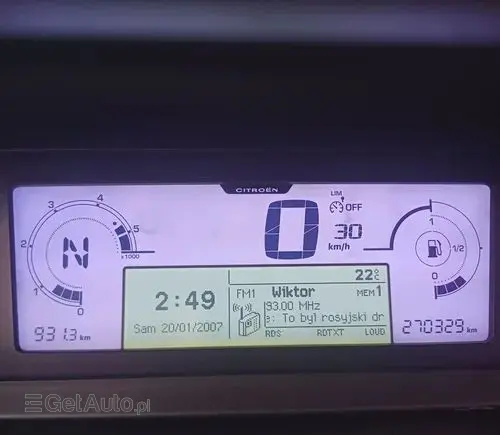 CITROËN
3 4 5 2 1 0 x1000
N
931.3 km
LIM
OFF
0 30 km/h
1 1/2 0
270329 km
22°C
2:49
Sam 20/01/2007
FM1 Wiktor MEM1
93.00 MHz
: To był rosyjski dr
RDS RDTXT LOUD
GetAuto.pl